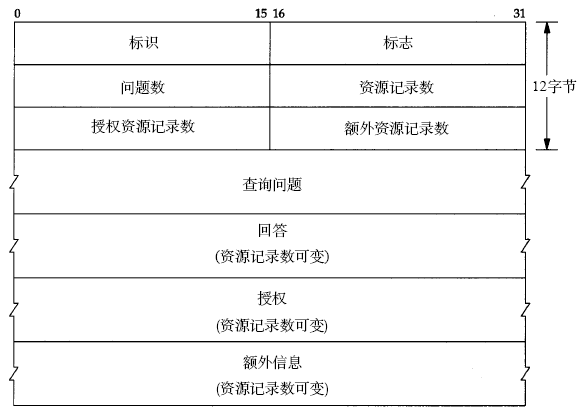 0 15 16 31
标识 标志
问题数 资源记录数
12字节
授权资源记录数 额外资源记录数
查询问题
回答
(资源记录数可变)
授权
(资源记录数可变)
额外信息
(资源记录数可变)